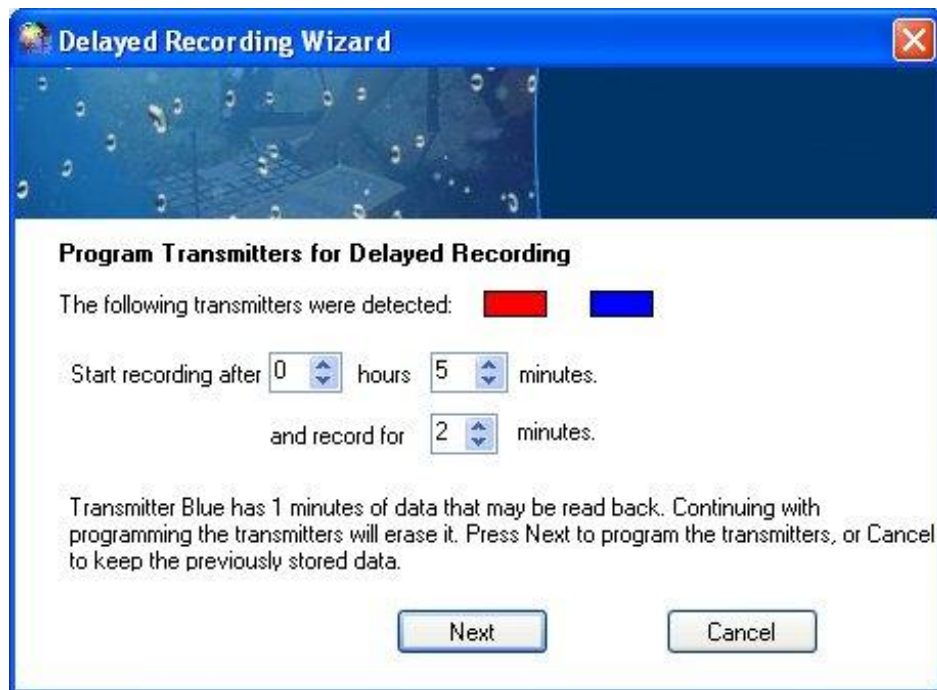 Delayed Recording Wizard
Program Transmitters for Delayed Recording
The following transmitters were detected:
Start recording after 0 hours 5 minutes.
and record for 2 minutes.
Transmitter Blue has 1 minutes of data that may be read back. Continuing with
programming the transmitters will erase it. Press Next to program the transmitters, or Cancel
to keep the previously stored data.
Next Cancel